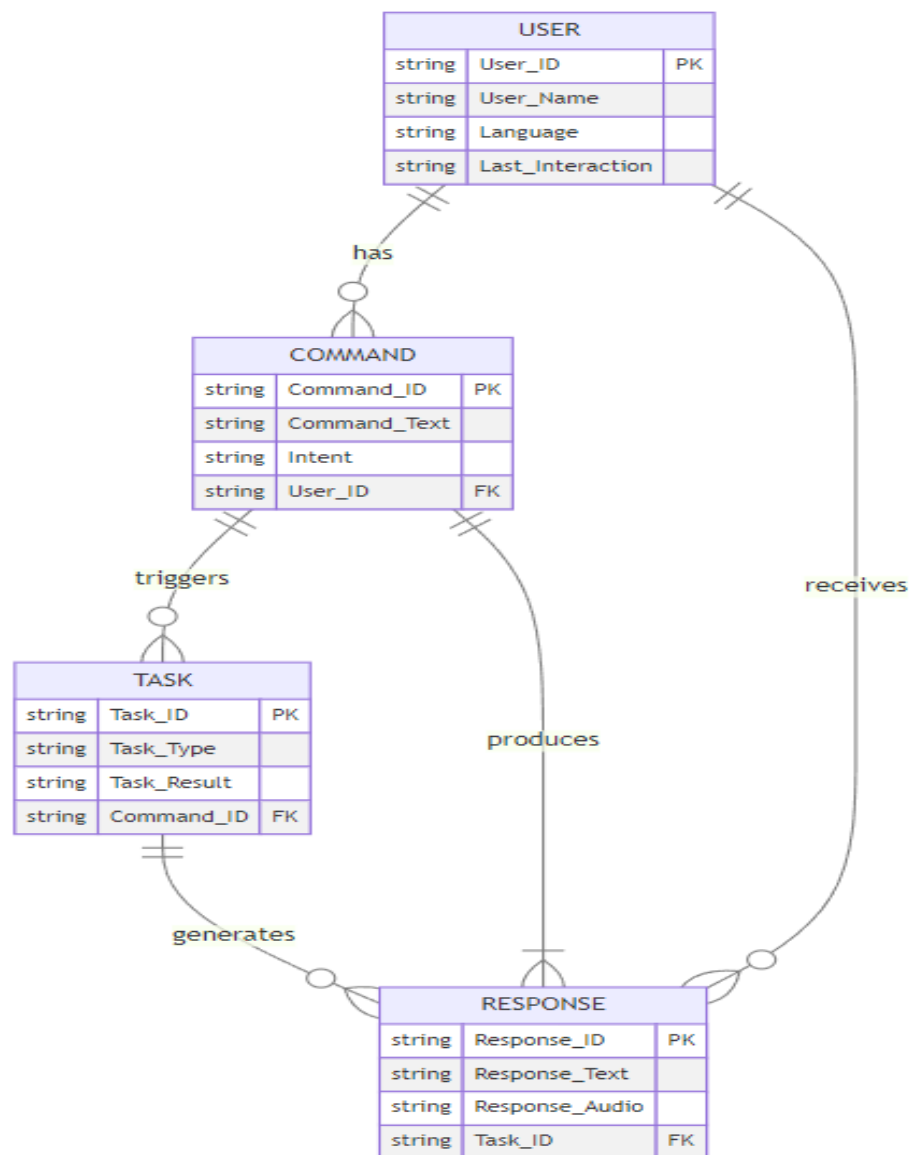 USER
string User_ID PK
string User_Name
string Language
string Last_Interaction
has
COMMAND
string Command_ID PK
string Command_Text
string Intent
string User_ID FK
triggers
receives
TASK
string Task_ID PK
string Task_Type
string Task_Result
string Command_ID FK
produces
generates
RESPONSE
string Response_ID PK
string Response_Text
string Response_Audio
string Task_ID FK